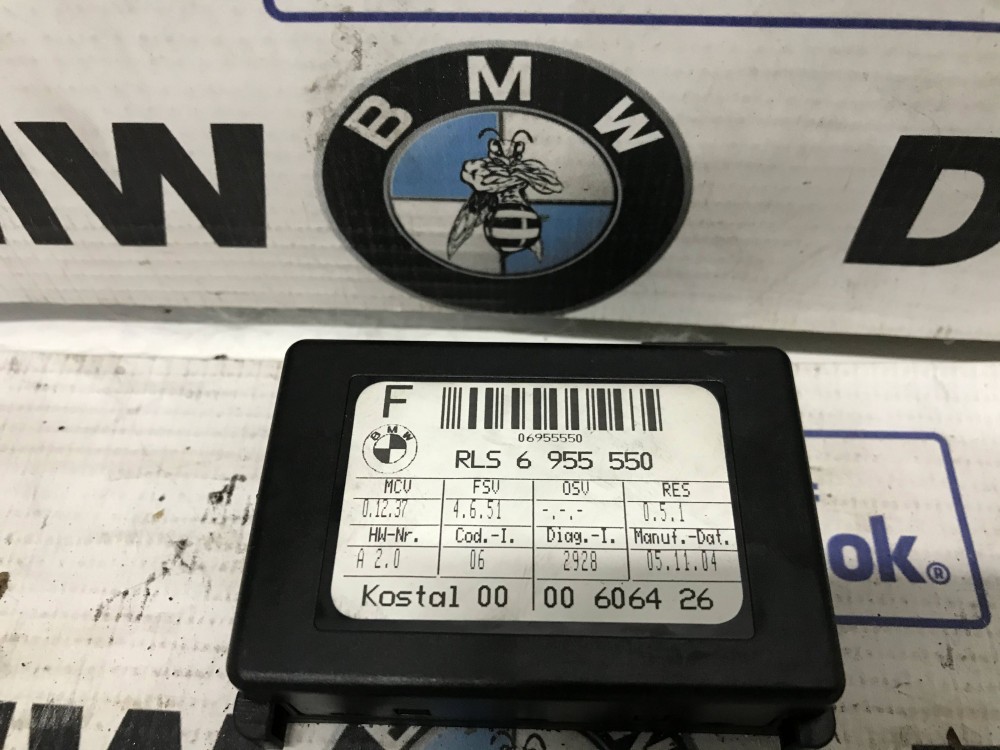 B M W
MW
D
F
06955550
BMW
RLS 6 955 550
MCV FSV OSV RES
0.12.37 4.6.51 -.-.- 0.5.1
HW-Nr. Cod.-I. Diag.-I. Manuf.-Dat.
A 2.0 06 2928 05.11.04
Kostal 00 00 6064 26
ok®